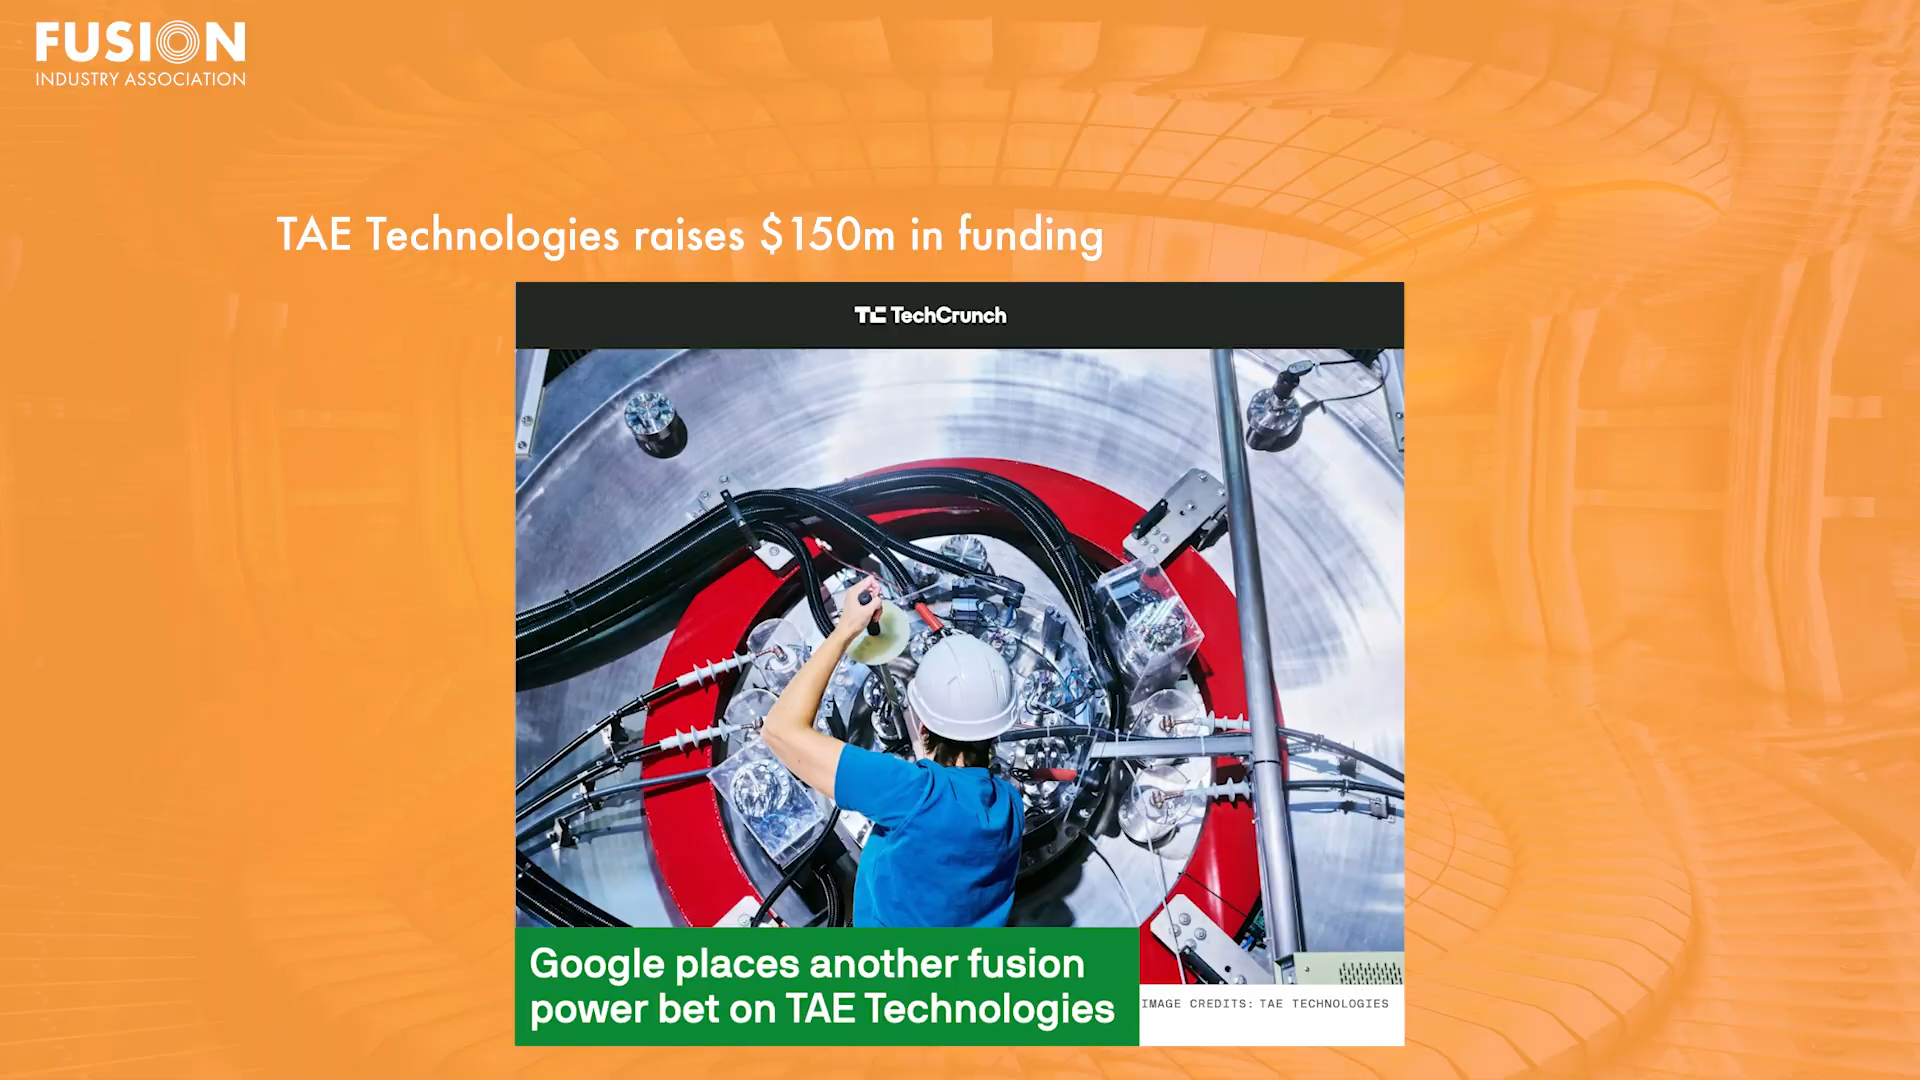 FUSION
INDUSTRY ASSOCIATION
TAE Technologies raises $150m in funding
TC TechCrunch
Google places another fusion
power bet on TAE Technologies
IMAGE CREDITS: TAE TECHNOLOGIES